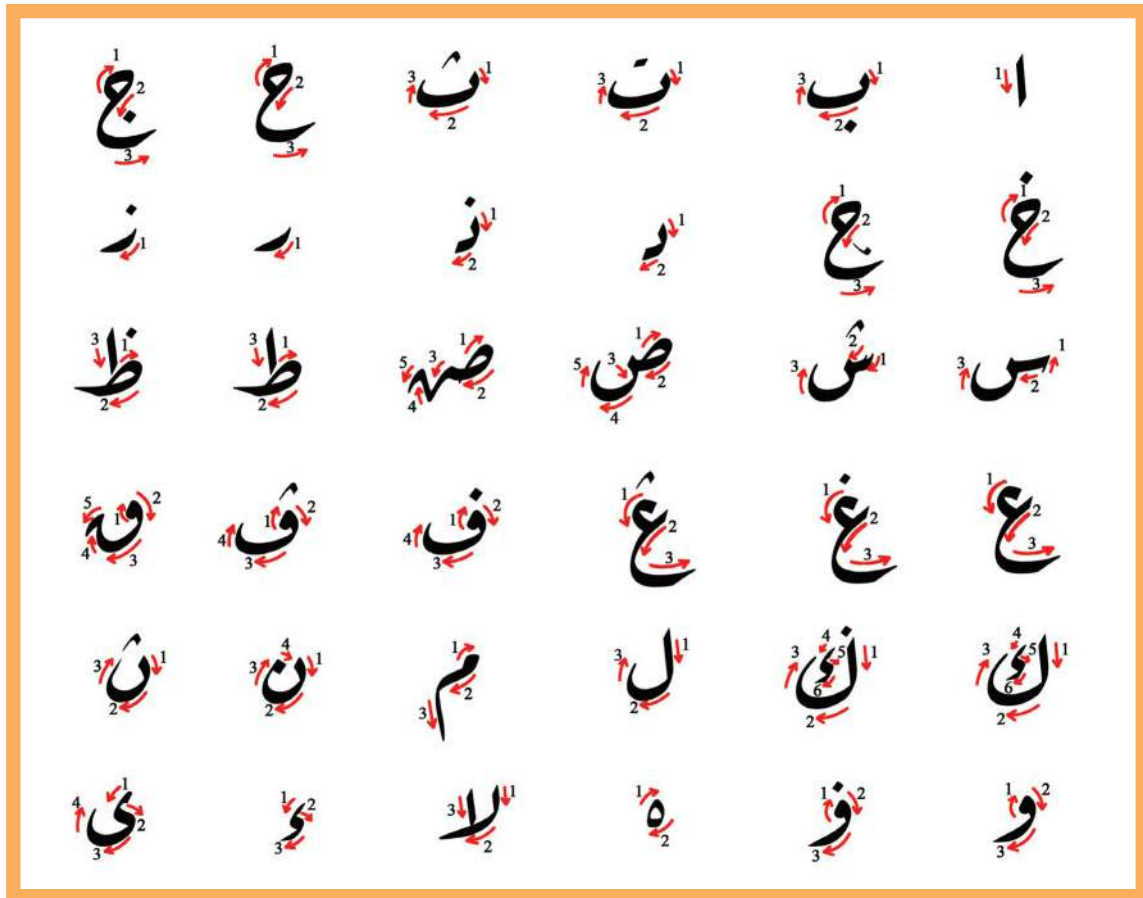 ا ب ت ث ح ج
خ چ د ذ ر ز
س ش ص ض ط ظ
ع غ ڠ ف ڤ ق
ك ݢ ل م ن ڽ
و ۏ ه لا ء ى